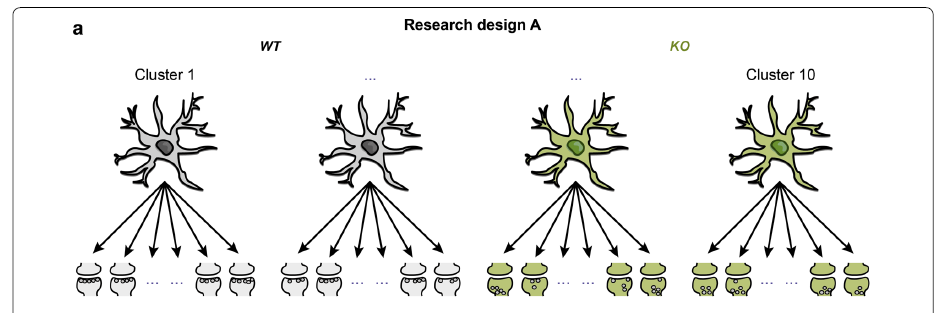 a
Research design A
WT
KO
Cluster 1
...
...
Cluster 10
... ...
... ...
... ...
... ...